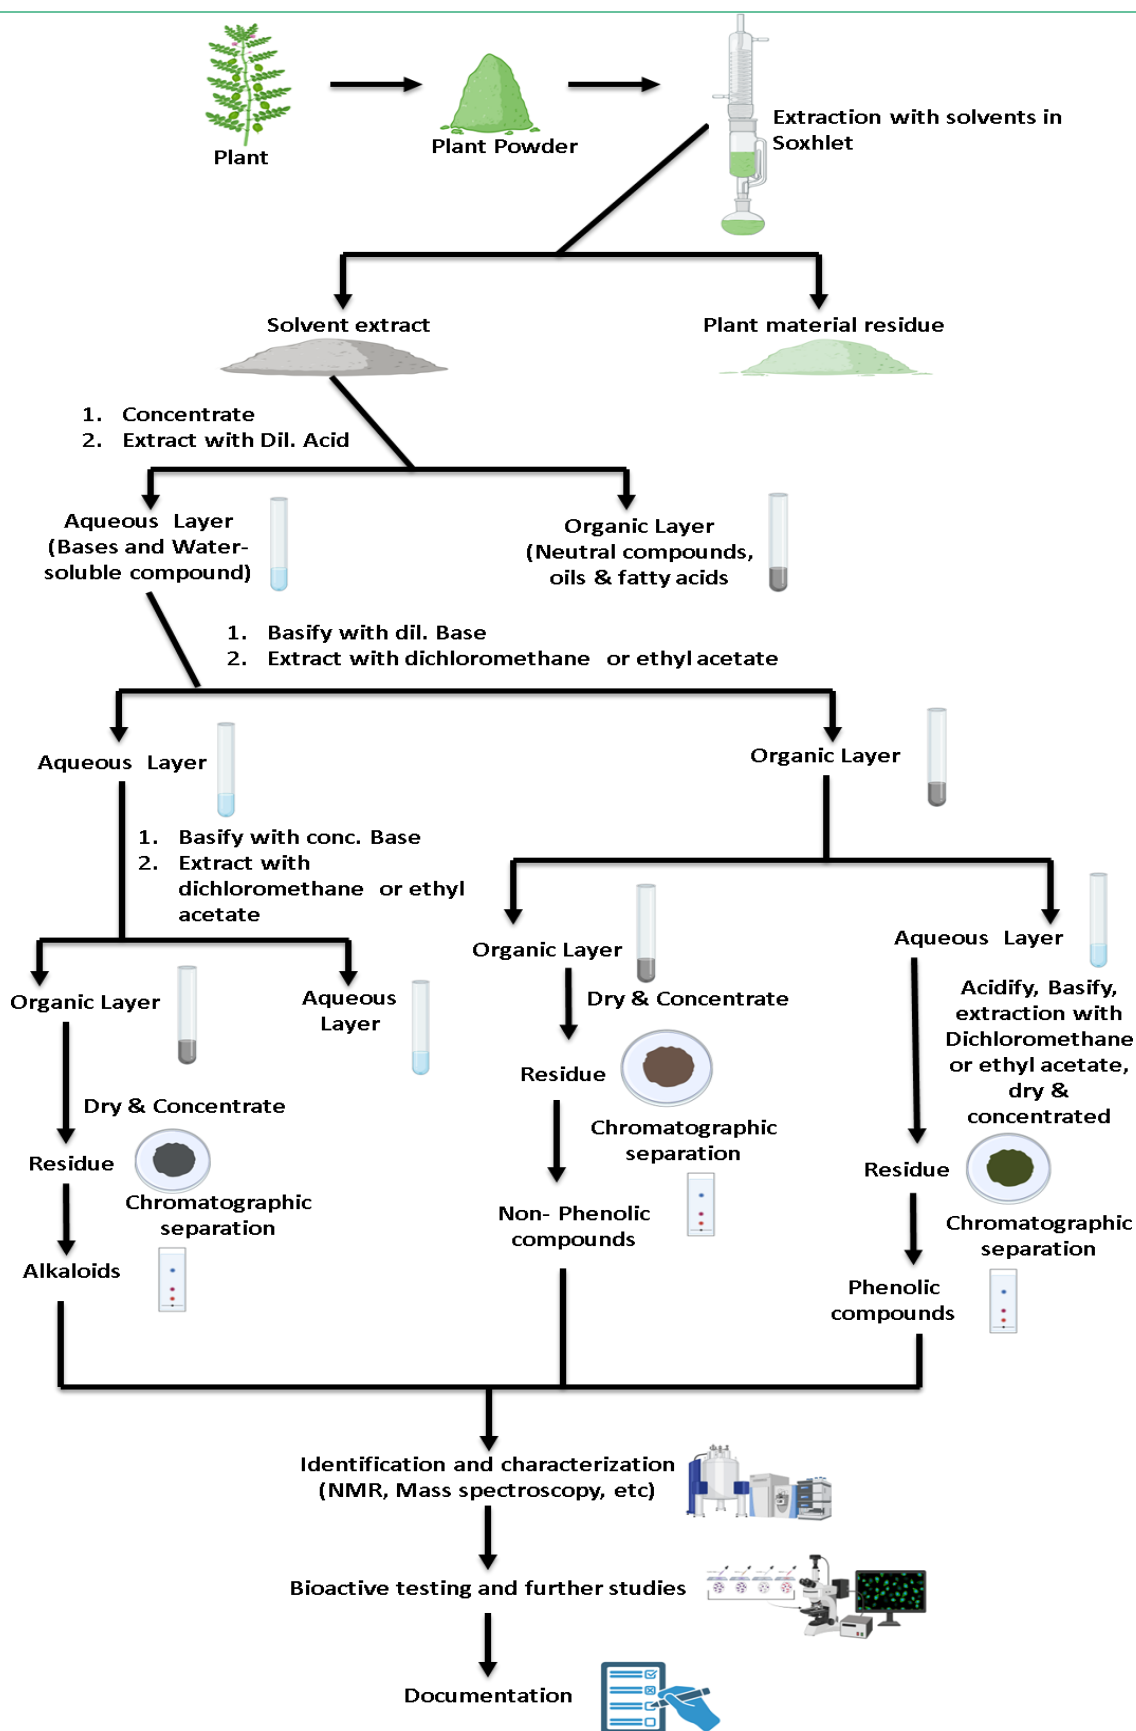 Plant
Plant Powder
Extraction with solvents in
Soxhlet
Solvent extract
Plant material residue
1. Concentrate
2. Extract with Dil. Acid
Aqueous Layer
(Bases and Water-
soluble compound)
Organic Layer
(Neutral compounds,
oils & fatty acids
1. Basify with dil. Base
2. Extract with dichloromethane or ethyl acetate
Aqueous Layer
Organic Layer
1. Basify with conc. Base
2. Extract with
dichloromethane or ethyl
acetate
Organic Layer
Aqueous
Layer
Organic Layer
Aqueous Layer
Dry & Concentrate
Residue
Chromatographic
separation
Alkaloids
Dry & Concentrate
Residue
Chromatographic
separation
Non- Phenolic
compounds
Acidify, Basify,
extraction with
Dichloromethane
or ethyl acetate,
dry &
concentrated
Residue
Chromatographic
separation
Phenolic
compounds
Identification and characterization
(NMR, Mass spectroscopy, etc)
Bioactive testing and further studies
Documentation